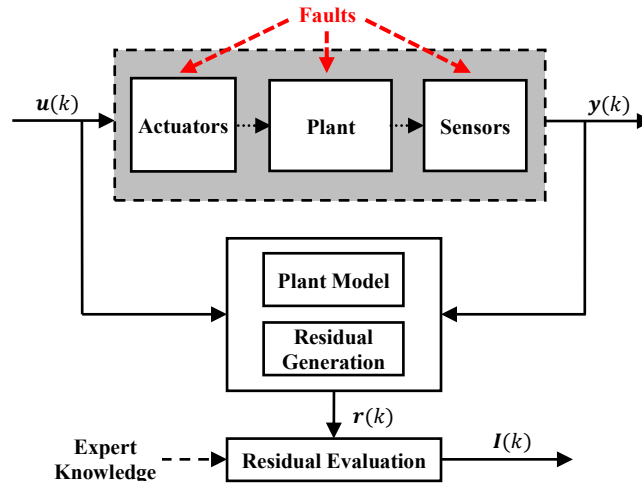 Faults
u(k)
y(k)
Actuators
Plant
Sensors
Plant Model
Residual
Generation
r(k)
Expert
Knowledge
Residual Evaluation
I(k)